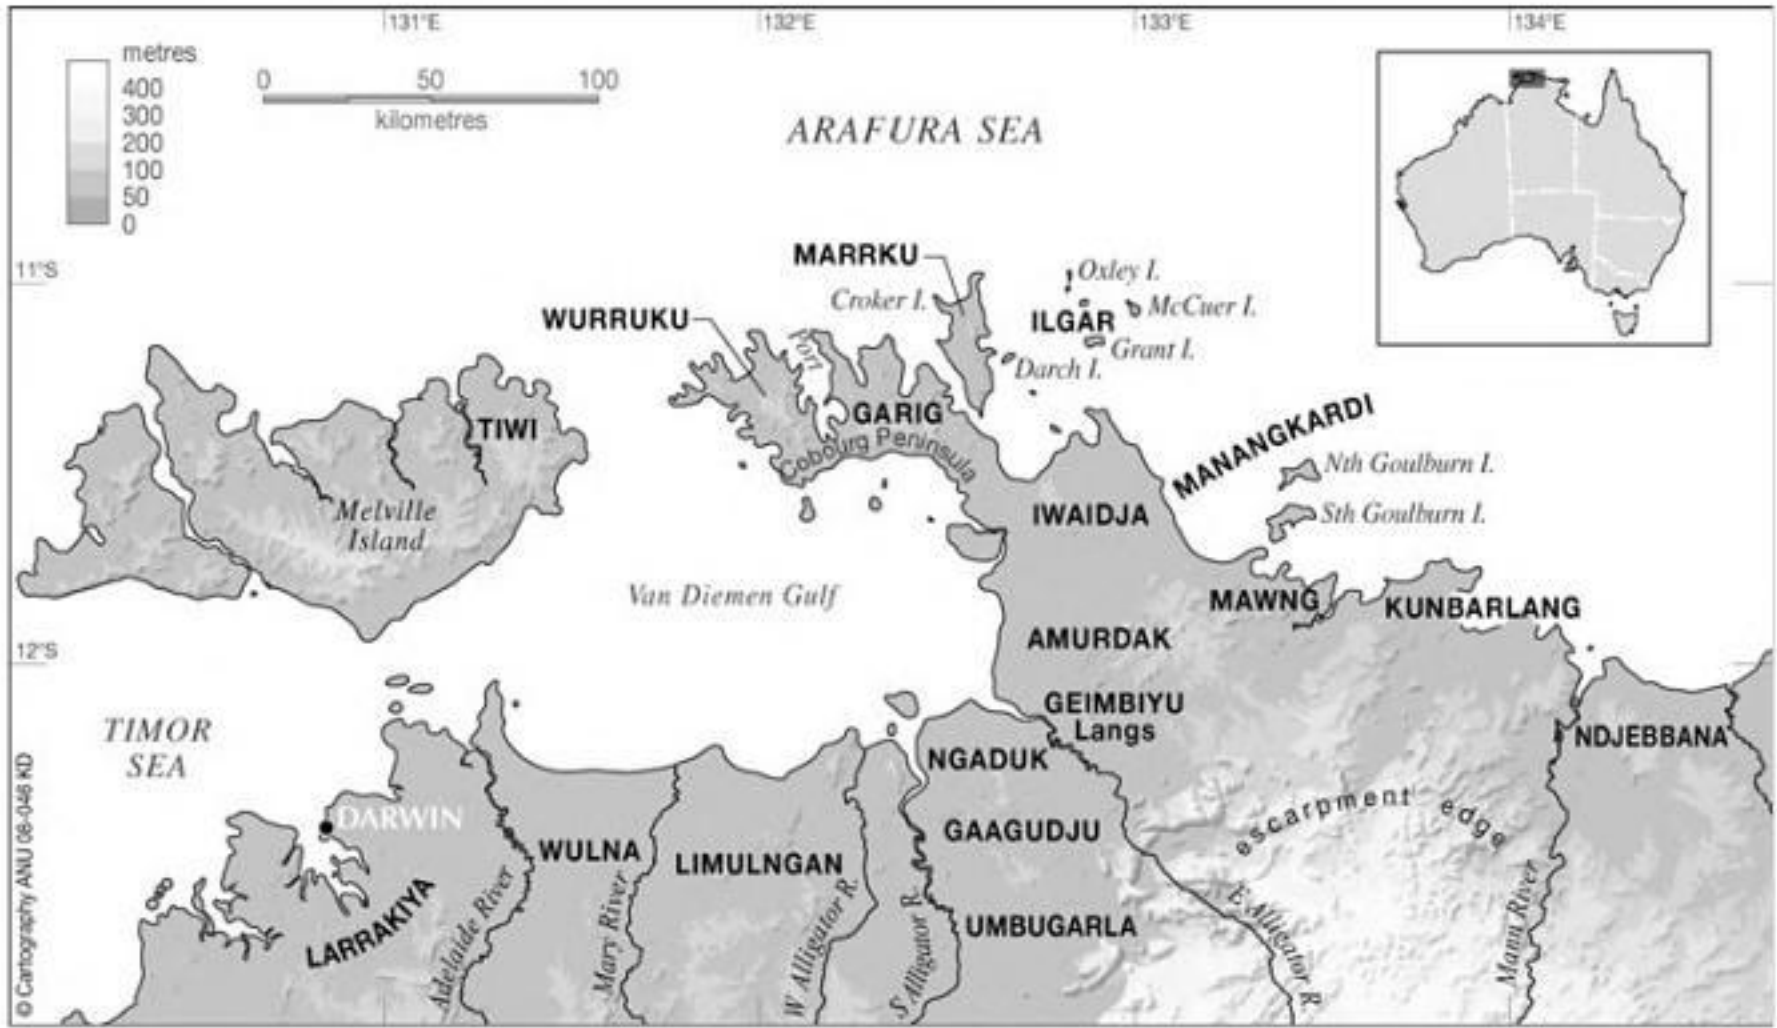 131°E
132°E
133°E
134°E
metres
400
300
200
100
50
0
0 50 100
kilometres
ARAFURA SEA
11°S
MARRKU
Croker I.
Oxley I.
McCuer I.
ILGAR
Grant I.
Darch I.
WURRUKU
Port
GARIG
Cobourg Peninsula
TIWI
Melville
Island
MANANGKARDI
Nth Goulburn I.
Sth Goulburn I.
IWAIDJA
Van Diemen Gulf
MAWNG
KUNBARLANG
AMURDAK
12°S
GEIMBIYU
Langs
TIMOR
SEA
NGADUK
NDJEBBANA
DARWIN
escarpment edge
GAAGUDJU
WULNA
LIMULNGAN
LARRAKIYA
UMBUGARLA
Adelaide River
Mary River
W Alligator R.
S Alligator R.
E Alligator R.
Mann River
© Cartography ANU 08-046 KD